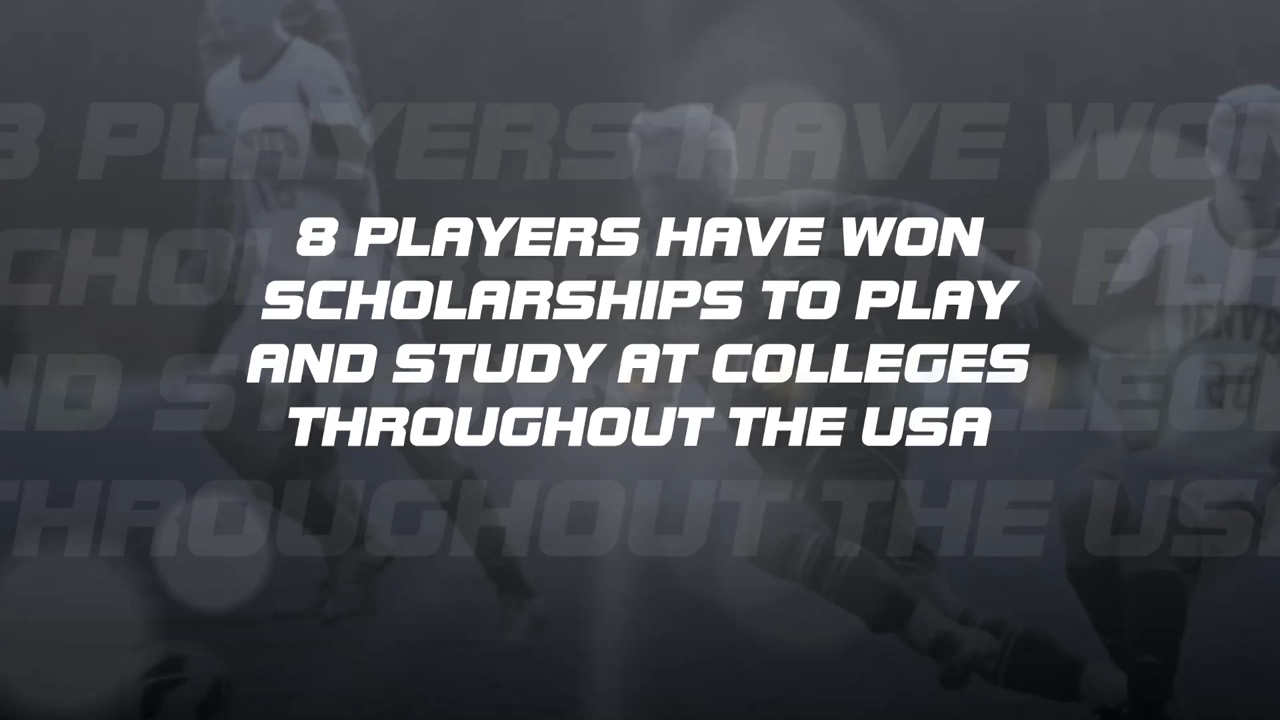 8 PLAYERS HAVE WON
SCHOLARSHIPS TO PLAY
AND STUDY AT COLLEGES
THROUGHOUT THE USA